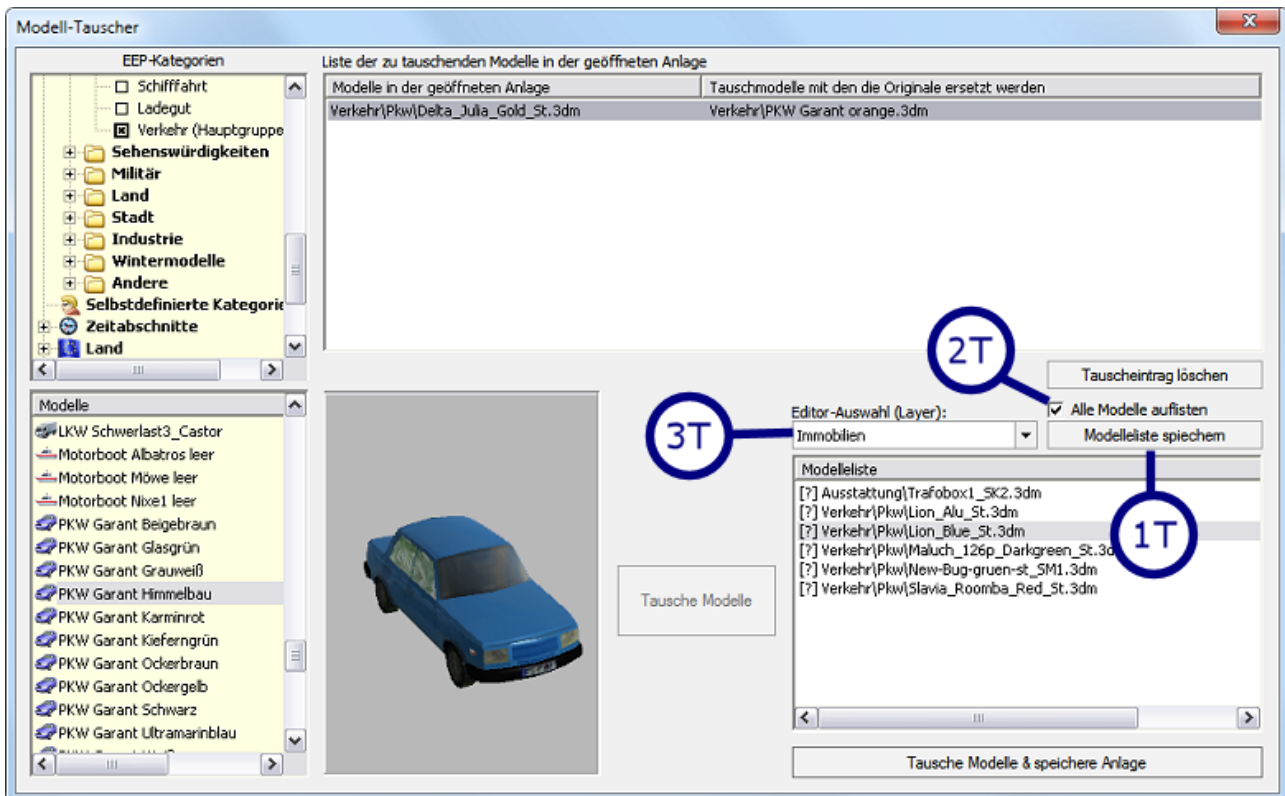 Modell-Tauscher
EEP-Kategorien
Schifffahrt
Ladegut
Verkehr (Hauptgruppe
Sehenswürdigkeiten
Militär
Land
Stadt
Industrie
Wintermodelle
Andere
Selbstdefinierte Kategorie
Zeitabschnitte
Land
Liste der zu tauschenden Modelle in der geöffneten Anlage
Modelle in der geöffneten Anlage Tauschmodelle mit den die Originale ersetzt werden
Verkehr\Pkw\Delta_Julia_Gold_St.3dm Verkehr\PKW Garant orange.3dm
2T
Tauscheintrag löschen
Modelle
LKW Schwerlast3_Castor
Motorboot Albatros leer
Motorboot Möwe leer
Motorboot Nixe1 leer
PKW Garant Beigebraun
PKW Garant Glasgrün
PKW Garant Grauweiß
PKW Garant Himmelbau
PKW Garant Karminrot
PKW Garant Kieferngrün
PKW Garant Ockerbraun
PKW Garant Ockergelb
PKW Garant Schwarz
PKW Garant Ultramarinblau
Tausche Modelle
3T
Editor-Auswahl (Layer):
Alle Modelle auflisten
Immobilien
Modelleliste spiechern
Modelleliste
[?] Ausstattung\Trafobox1_SK2.3dm
[?] Verkehr\Pkw\Lion_Alu_St.3dm
[?] Verkehr\Pkw\Lion_Blue_St.3dm
[?] Verkehr\Pkw\Maluch_126p_Darkgreen_St.3d
[?] Verkehr\Pkw\New-Bug-gruen-st_SM1.3dm
[?] Verkehr\Pkw\Slavia_Roomba_Red_St.3dm
1T
Tausche Modelle & speichere Anlage